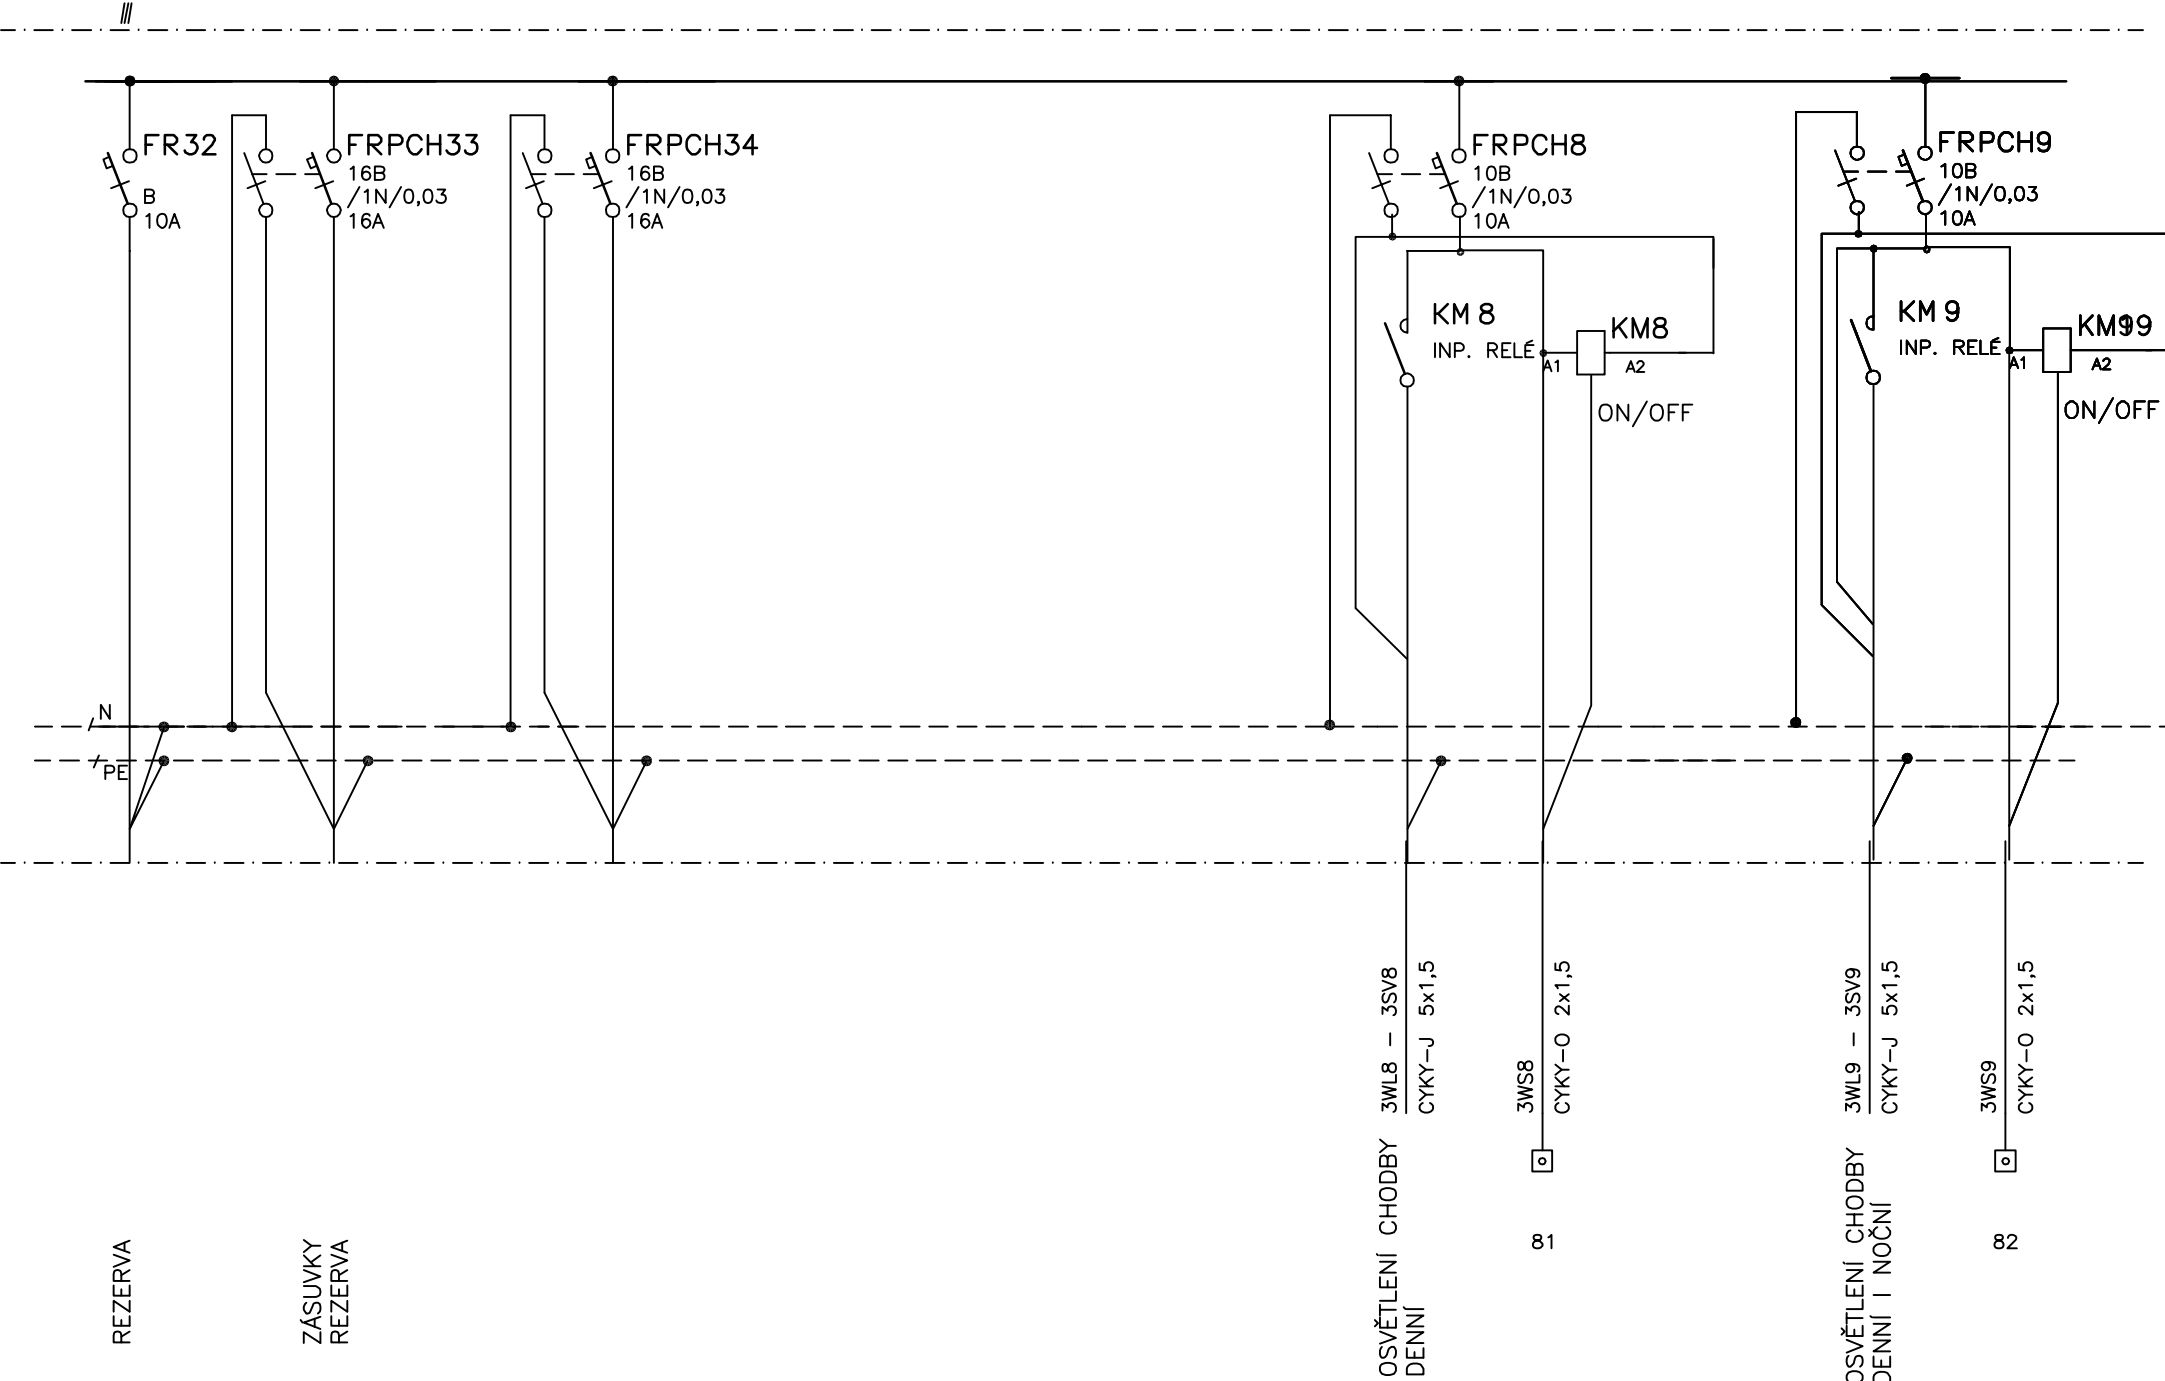 FR32
B
10A
FRPCH33
16B
/1N/0,03
16A
FRPCH34
16B
/1N/0,03
16A
FRPCH8
10B
/1N/0,03
10A
KM 8
INP. RELÉ
A1
KM8
A2
ON/OFF
FRPCH9
10B
/1N/0,03
10A
KM 9
INP. RELÉ
A1
A2
ON/OFF
N
PE
3WL8 – 3SV8
CYKY–J 5x1,5
3WS8
CYKY–O 2x1,5
3WL9 – 3SV9
CYKY–J 5x1,5
3WS9
CYKY–O 2x1,5
REZERVA
ZÁSUVKY
REZERVA
OSVĚTLENÍ CHODBY
DENNÍ
81
OSVĚTLENÍ CHODBY
DENNÍ I NOČNÍ
82